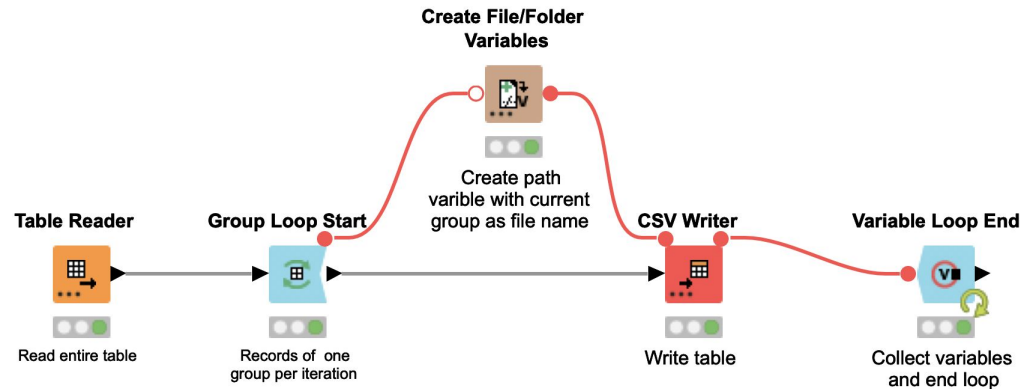 Create File/Folder
Variables
Create path
varible with current
group as file name
Table Reader
Read entire table
Group Loop Start
Records of one
group per iteration
CSV Writer
Write table
Variable Loop End
Collect variables
and end loop